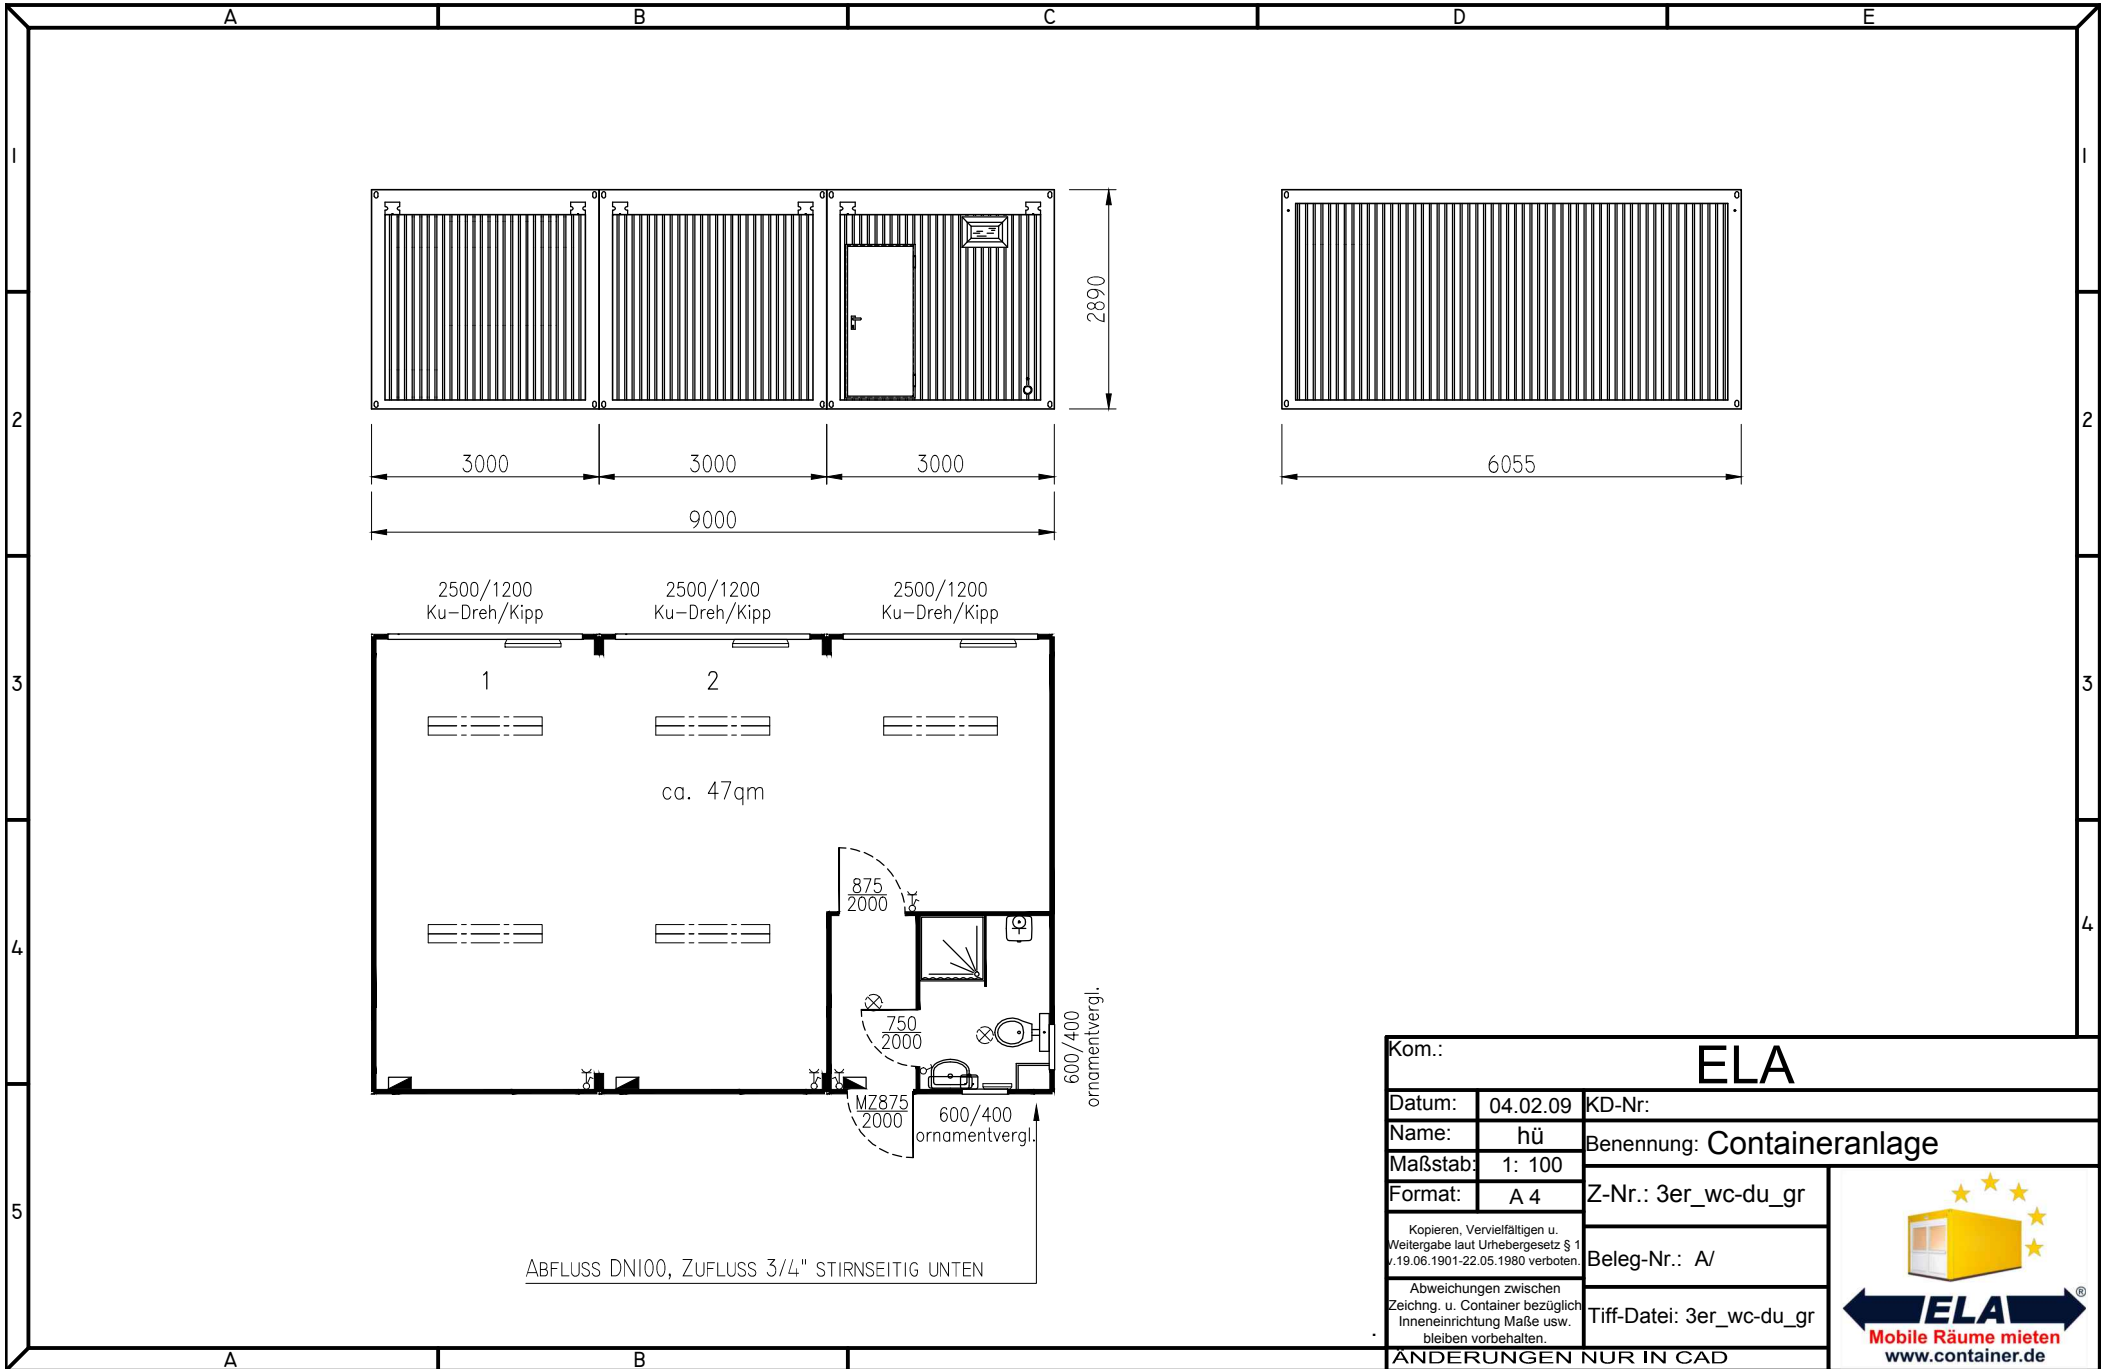 A B C D E
1 1
2890
2 2
3000 3000 3000 6055
9000
2500/1200 2500/1200 2500/1200
Ku-Dreh/Kipp Ku-Dreh/Kipp Ku-Dreh/Kipp
3 1 2 3
ca. 47qm
875
2000
4 4
750
2000
600/400
ornamentvergl.
MZ875
2000
600/400
ornamentvergl.
5
ABFLUSS DN100, ZUFLUSS 3/4" STIRNSEITIG UNTEN
Kom.: ELA
Datum: 04.02.09 KD-Nr:
Name: hü
Benennung: Containeranlage
Maßstab: 1: 100
Format: A 4
Z-Nr.: 3er_wc-du_gr
Kopieren, Vervielfältigen u.
Weitergabe laut Urhebergesetz § 1
v.19.06.1901-22.05.1980 verboten.
Beleg-Nr.: A/
Abweichungen zwischen
Zeichng. u. Container bezüglich
Inneneinrichtung Maße usw.
bleiben vorbehalten.
Tiff-Datei: 3er_wc-du_gr
ÄNDERUNGEN NUR IN CAD
ELA®
Mobile Räume mieten
www.container.de
A B